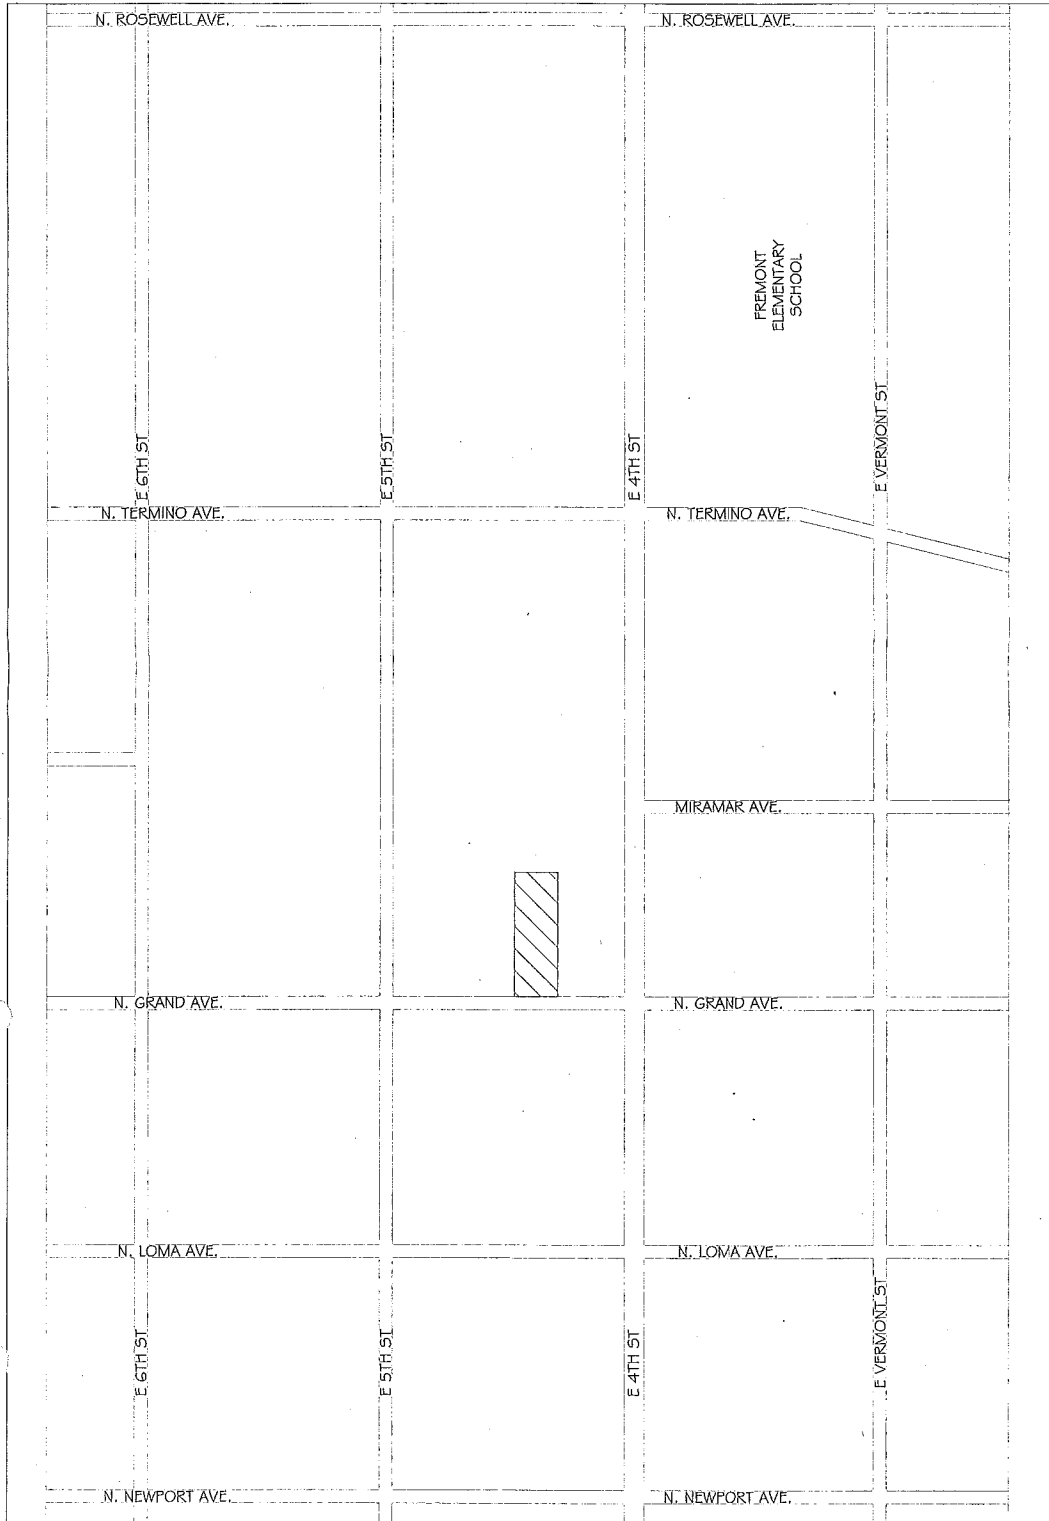 N. ROSEWELL AVE.
N. ROSEWELL AVE.
FREMONT
ELEMENTARY
SCHOOL
E 6TH ST
E 5TH ST
E 4TH ST
E VERMONT ST
N. TERMINO AVE.
N. TERMINO AVE.
MIRAMAR AVE.
N. GRAND AVE.
N. GRAND AVE.
N. LOMA AVE.
N. LOMA AVE.
E 6TH ST
E 5TH ST
E 4TH ST
E VERMONT ST
N. NEWPORT AVE.
N. NEWPORT AVE.